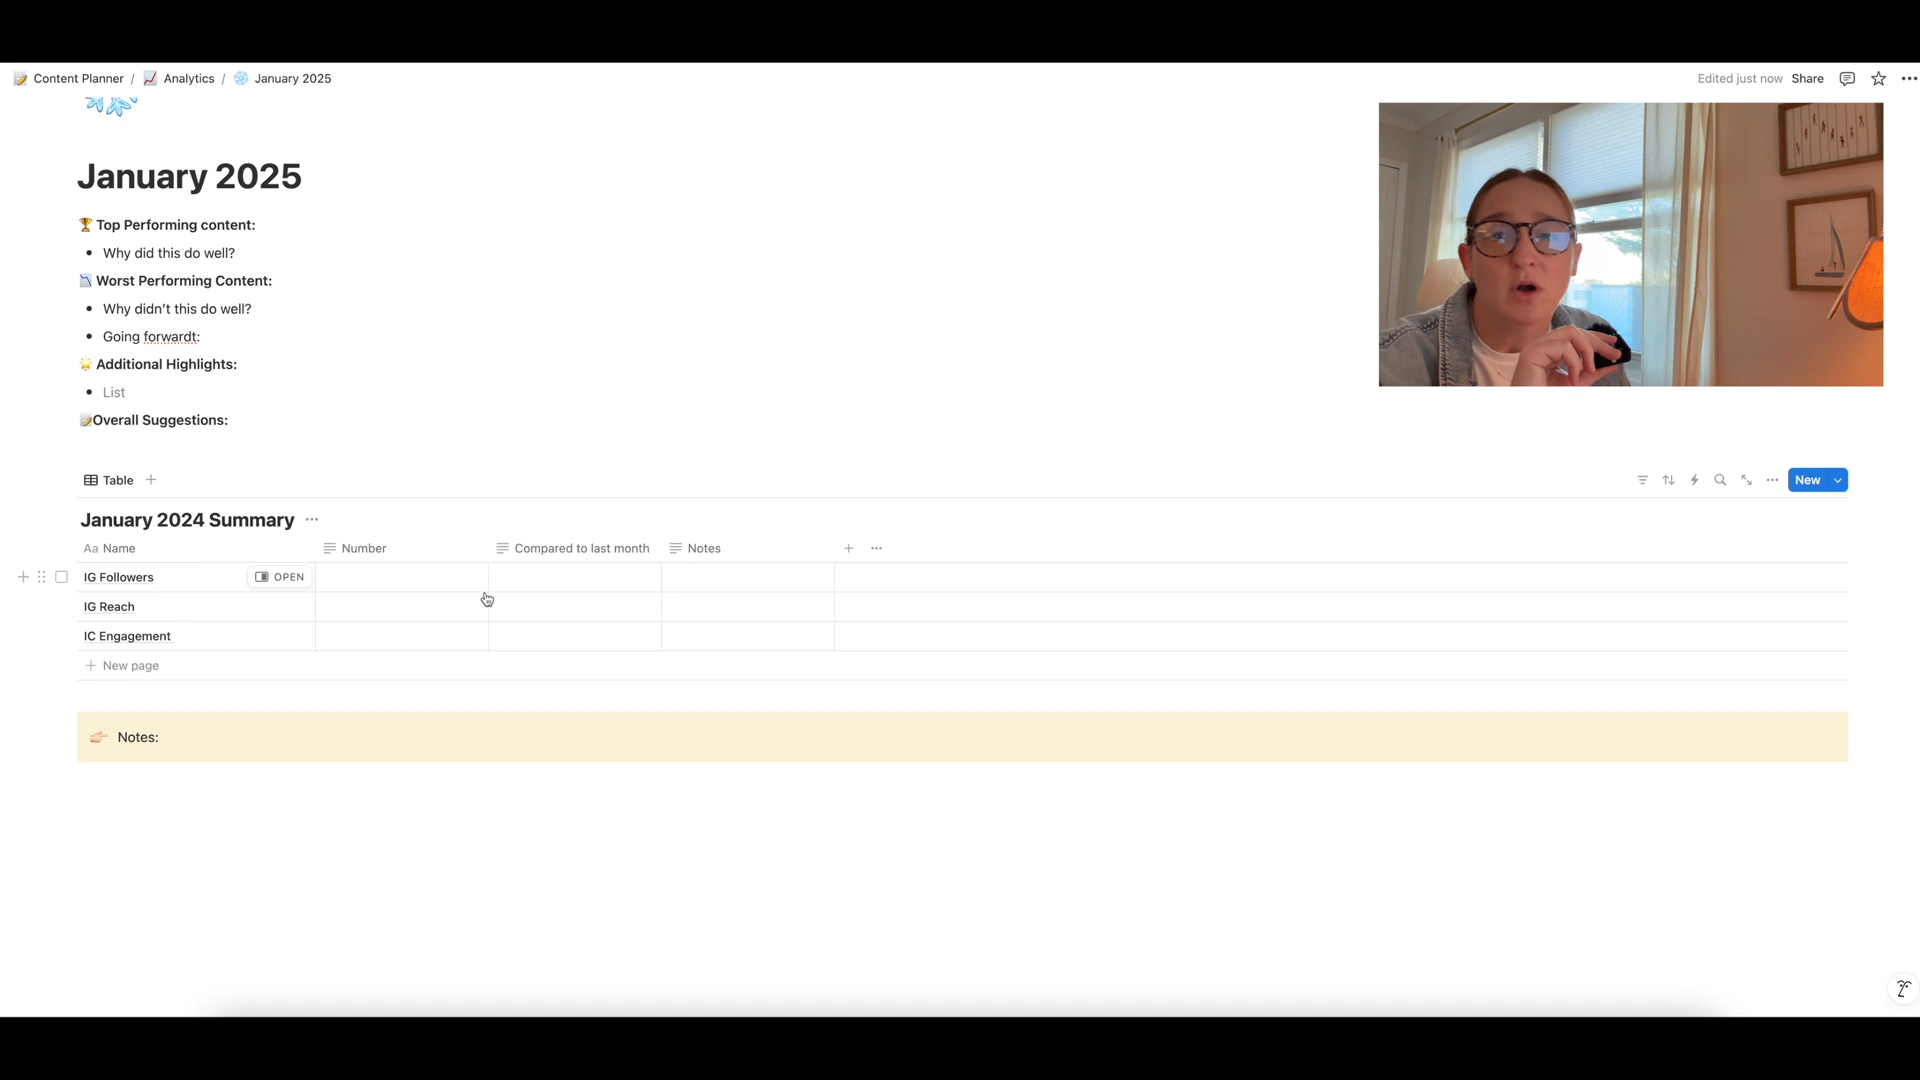 Content Planner / Analytics / January 2025
Edited just now Share
January 2025
Top Performing content:
Why did this do well?
Worst Performing Content:
Why didn't this do well?
Going forwardt:
Additional Highlights:
List
Overall Suggestions:
Table
New
January 2024 Summary
Aa Name Number Compared to last month Notes
IG Followers OPEN
IG Reach
IC Engagement
New page
Notes: